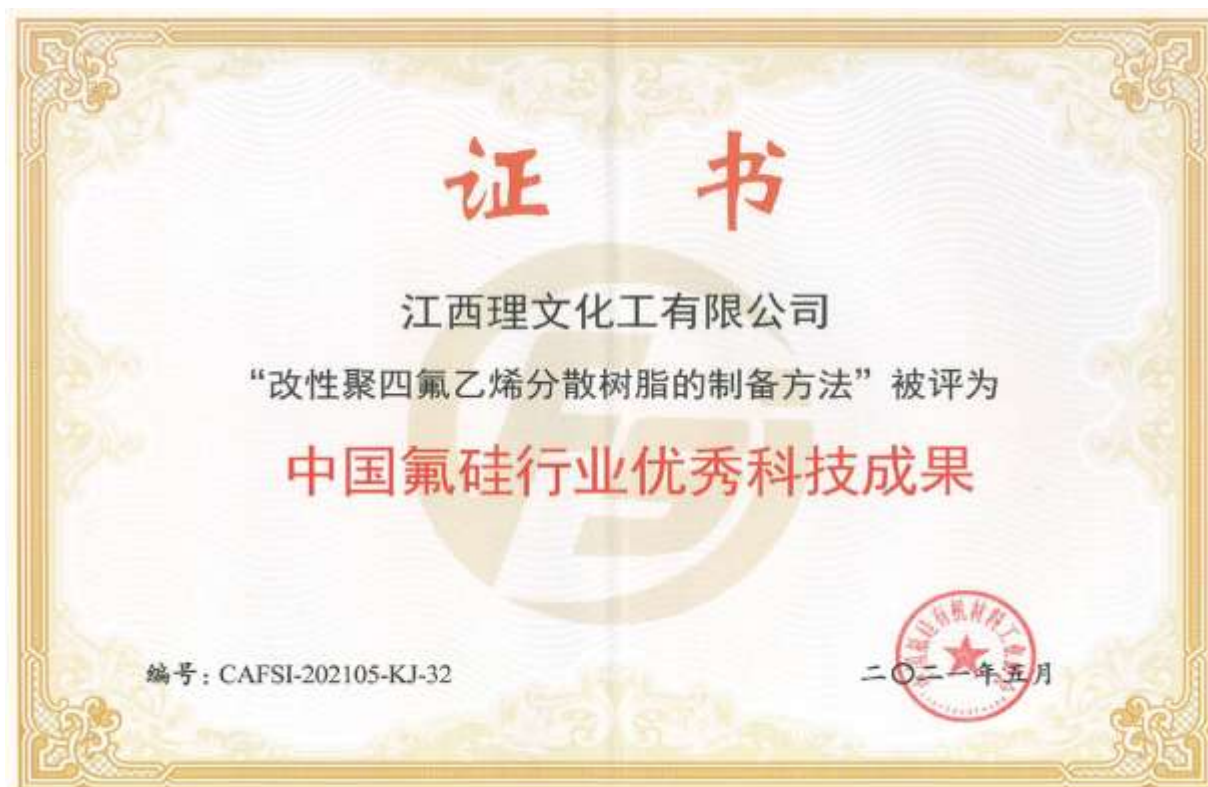 证 书
江西理文化工有限公司
“改性聚四氟乙烯分散树脂的制备方法”被评为
中国氟硅行业优秀科技成果
编号：CAFSI-202105-KJ-32
二〇二一年五月